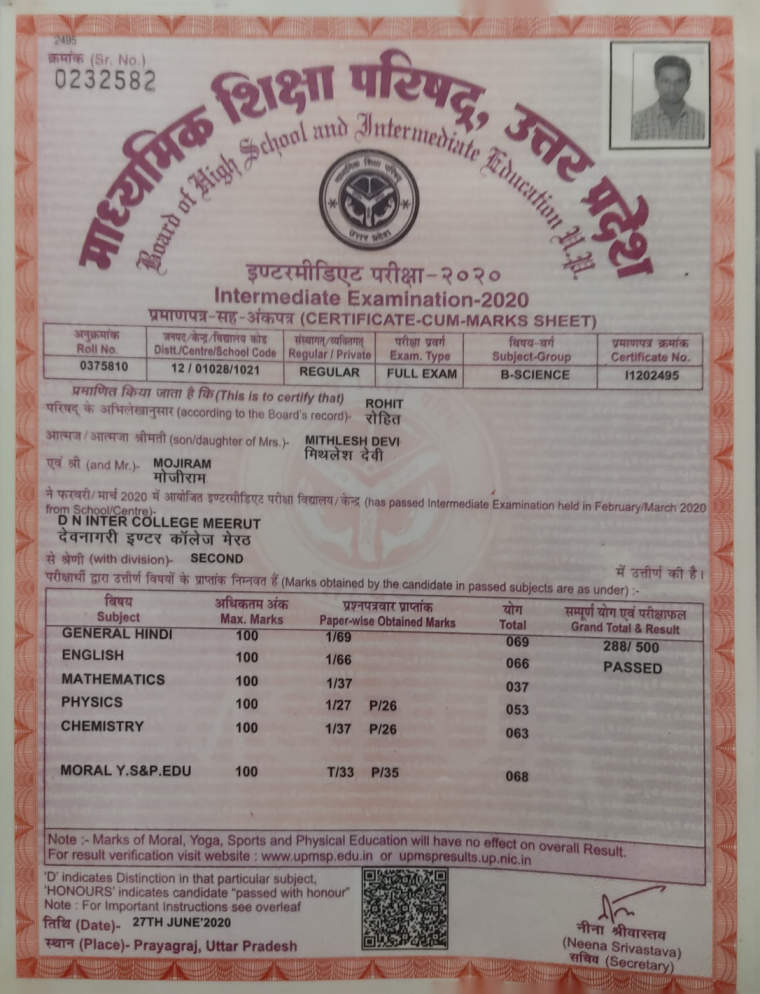 2495
क्रमांक (Sr. No.)
0232582
माध्यमिक शिक्षा परिषद्, उत्तर प्रदेश
Board of High School and Intermediate Education U.P.
माध्यमिक शिक्षा परिषद्
उत्तर प्रदेश
इण्टरमीडिएट परीक्षा-२०२०
Intermediate Examination-2020
प्रमाणपत्र-सह-अंकपत्र (CERTIFICATE-CUM-MARKS SHEET)
अनुक्रमांक जनपद/केन्द्र/विद्यालय कोड संस्थागत/व्यक्तिगत परीक्षा प्रवर्ग विषय-वर्ग प्रमाणपत्र क्रमांक
Roll No. Distt./Centre/School Code Regular / Private Exam. Type Subject-Group Certificate No.
0375810 12 / 01028/1021 REGULAR FULL EXAM B-SCIENCE I1202495
प्रमाणित किया जाता है कि (This is to certify that) ROHIT
परिषद् के अभिलेखानुसार (according to the Board's record)- रोहित
आत्मज/आत्मजा श्रीमती (son/daughter of Mrs.)- MITHLESH DEVI
मिथलेश देवी
एवं श्री (and Mr.)- MOJIRAM
मोजीराम
ने फरवरी/मार्च 2020 में आयोजित इण्टरमीडिएट परीक्षा विद्यालय/केन्द्र (has passed Intermediate Examination held in February/March 2020
from School/Centre)-
D N INTER COLLEGE MEERUT
देवनागरी इण्टर कॉलेज मेरठ
से श्रेणी (with division)- SECOND में उत्तीर्ण की है।
परीक्षार्थी द्वारा उत्तीर्ण विषयों के प्राप्तांक निम्नवत हैं (Marks obtained by the candidate in passed subjects are as under) :-
विषय अधिकतम अंक प्रश्नपत्रवार प्राप्तांक योग सम्पूर्ण योग एवं परीक्षाफल
Subject Max. Marks Paper-wise Obtained Marks Total Grand Total & Result
GENERAL HINDI 100 1/69 069 288/ 500
ENGLISH 100 1/66 066 PASSED
MATHEMATICS 100 1/37 037
PHYSICS 100 1/27 P/26 053
CHEMISTRY 100 1/37 P/26 063
MORAL Y.S&P.EDU 100 T/33 P/35 068
Note :- Marks of Moral, Yoga, Sports and Physical Education will have no effect on overall Result.
For result verification visit website : www.upmsp.edu.in or upmspresults.up.nic.in
'D' indicates Distinction in that particular subject,
'HONOURS' indicates candidate "passed with honour"
Note : For Important Instructions see overleaf
तिथि (Date)- 27TH JUNE'2020
स्थान (Place)- Prayagraj, Uttar Pradesh
नीना श्रीवास्तव
(Neena Srivastava)
सचिव (Secretary)